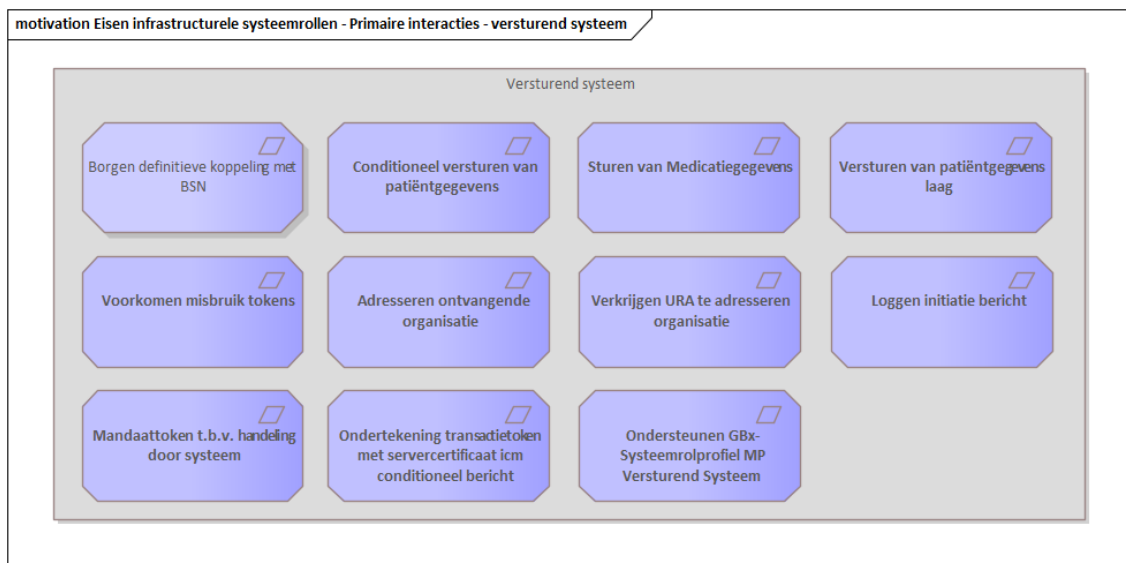 motivation Eisen infrastructurele systeemrollen - Primaire interacties - versturend systeem
Versturend systeem
Borgen definitieve koppeling met
BSN
Conditioneel versturen van
patiëntgegevens
Sturen van Medicatiegegevens
Versturen van patiëntgegevens
laag
Voorkomen misbruik tokens
Adresseren ontvangende
organisatie
Verkrijgen URA te adresseren
organisatie
Loggen initiatie bericht
Mandaattoken t.b.v. handeling
door systeem
Ondertekening transactietoken
met servercertificaat icm
conditioneel bericht
Ondersteunen GBx-
Systeemrolprofiel MP
Versturend Systeem